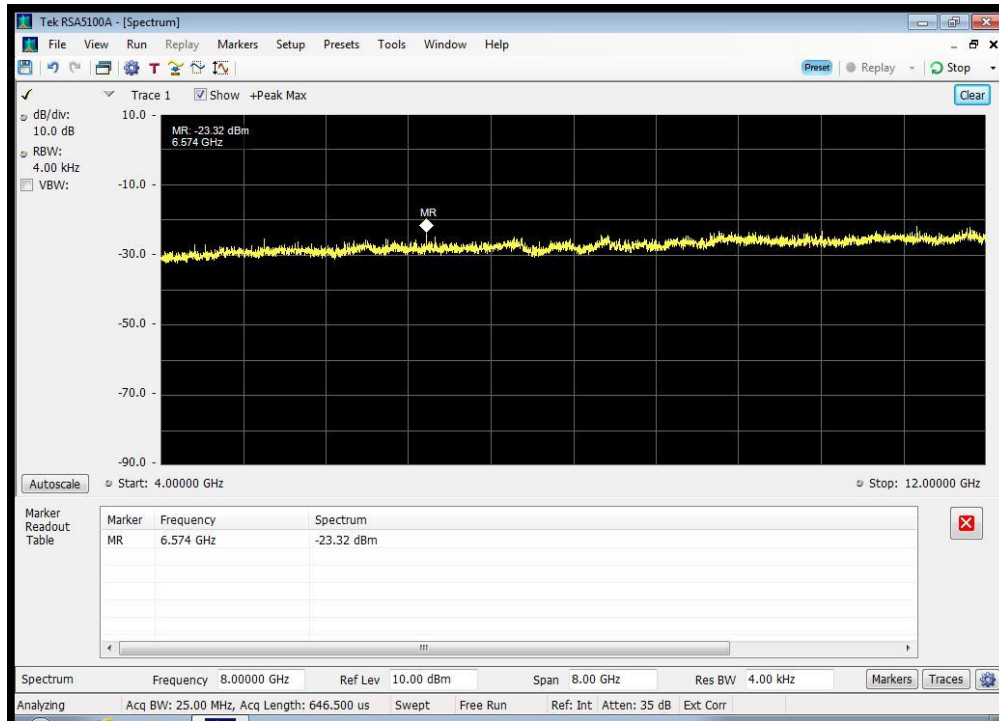 Tek RSA5100A - [Spectrum]
File View Run Replay Markers Setup Presets Tools Window Help
T Preset Replay Stop
Trace 1 Show +Peak Max Clear
dB/div:
10.0 dB
RBW:
4.00 kHz
VBW:
10.0
-10.0
-30.0
-50.0
-70.0
-90.0
MR: -23.32 dBm
6.574 GHz
MR
Autoscale Start: 4.00000 GHz Stop: 12.00000 GHz
Marker
Readout
Table
Marker Frequency Spectrum
MR 6.574 GHz -23.32 dBm
Spectrum Frequency 8.00000 GHz Ref Lev 10.00 dBm Span 8.00 GHz Res BW 4.00 kHz Markers Traces
Analyzing Acq BW: 25.00 MHz, Acq Length: 646.500 us Swept Free Run Ref: Int Atten: 35 dB Ext Corr